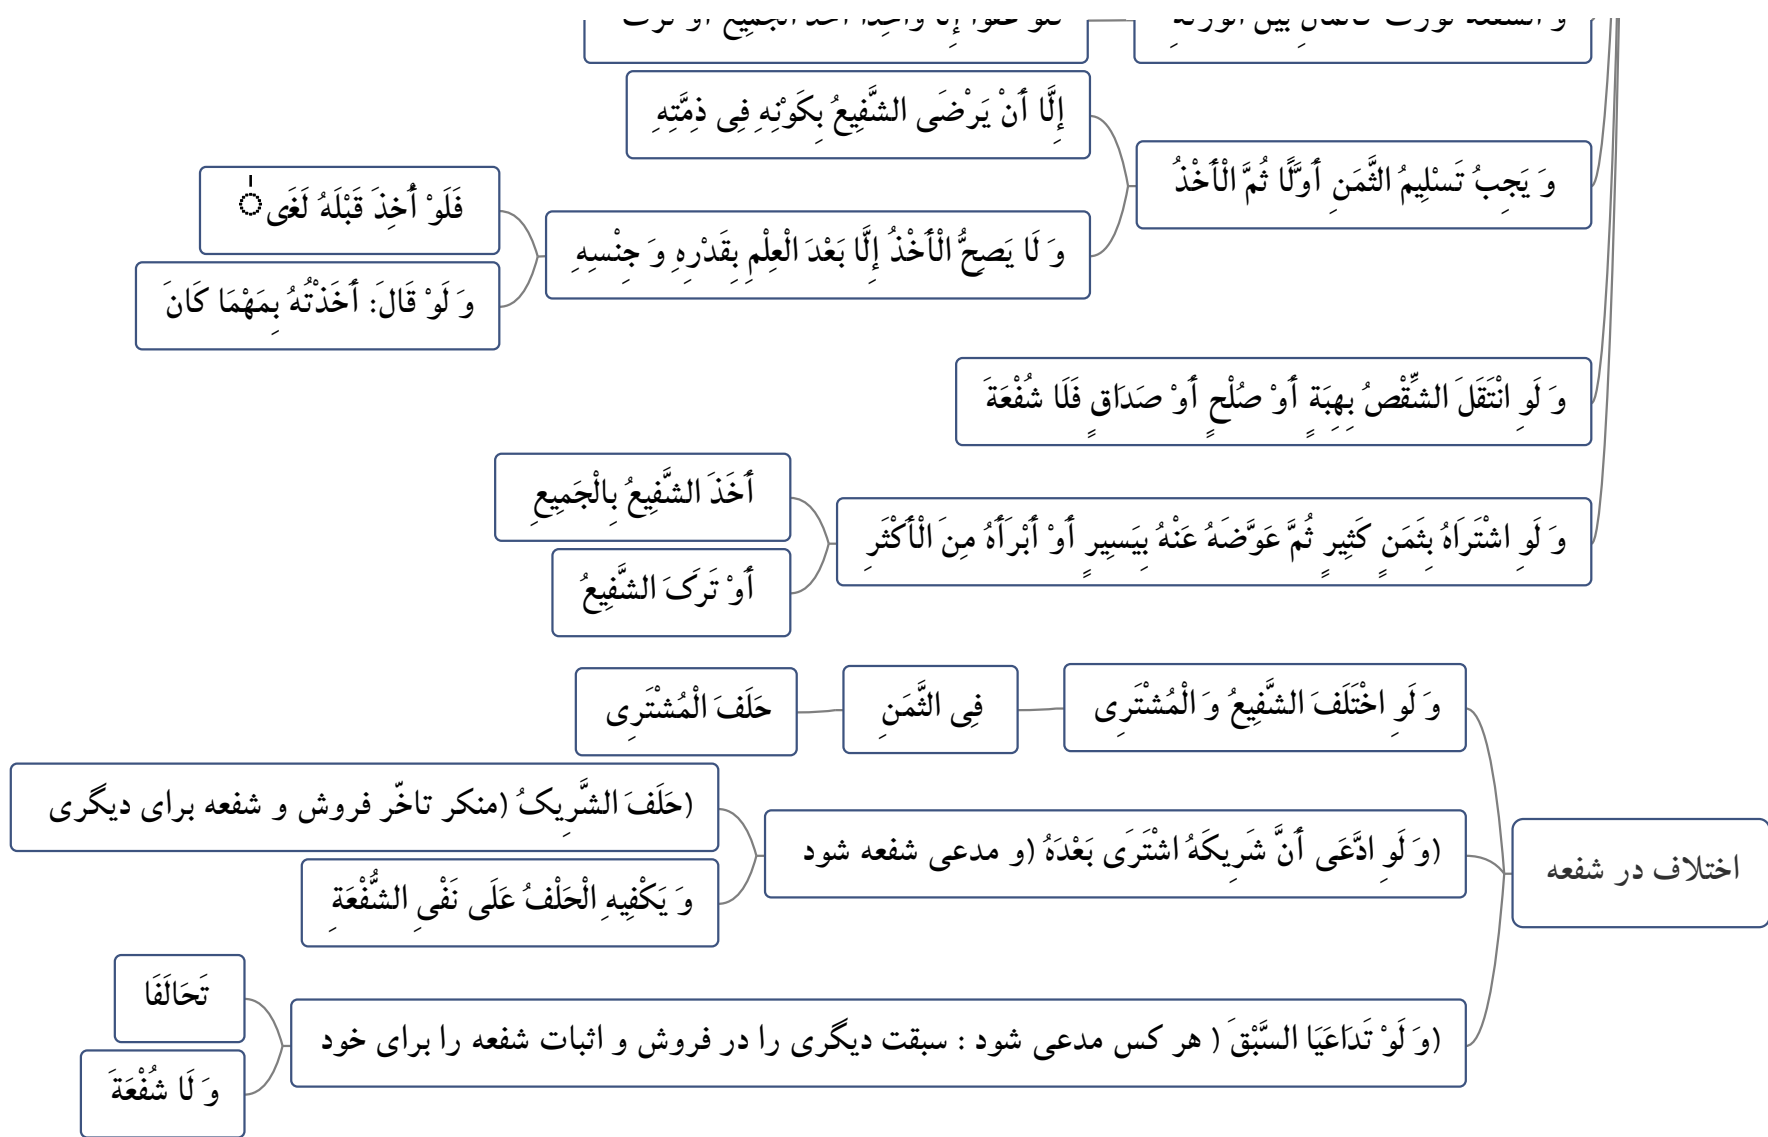 إِلَّا أَنْ يَرْضَى الشَّفِيعُ بِكَوْنِهِ فِى ذِمَّتِهِ
وَ يَجِبُ تَسْلِيمُ الثَّمَنِ أَوَّلًا ثُمَّ الْأَخْذُ
فَلَوْ أَخِذَ قَبْلَهُ لَغَى
وَ لَا يَصِحُّ الْأَخْذُ إِلَّا بَعْدَ الْعِلْمِ بِقَدْرِهِ وَ جِنْسِهِ
وَ لَوْ قَالَ: أَخَذْتُهُ بِمَهْمَا كَانَ
وَ لَوِ انْتَقَلَ الشِّقْصُ بِهِبَةٍ أَوْ صُلْحٍ أَوْ صَدَاقٍ فَلَا شُفْعَةَ
أَخَذَ الشَّفِيعُ بِالْجَمِيعِ
وَ لَوِ اشْتَرَاهُ بِثَمَنٍ كَثِيرٍ ثُمَّ عَوَّضَهُ عَنْهُ بِيَسِيرٍ أَوْ أَبْرَأَهُ مِنَ الْأَكْثَرِ
أَوْ تَرَكَ الشَّفِيعُ
وَ لَوِ اخْتَلَفَ الشَّفِيعُ وَ الْمُشْتَرِى
فِى الثَّمَنِ
حَلَفَ الْمُشْتَرِى
(حَلَفَ الشَّرِيکُ (منکر تاخّر فروش و شفعه برای دیگری
(وَ لَوِ ادَّعَى أَنَّ شَرِيکَهُ اشْتَرَى بَعْدَهُ (و مدعی شفعه شود
اختلاف در شفعه
وَ يَكْفِيهِ الْحَلْفُ عَلَى نَفْىِ الشُّفْعَةِ
تَحَالَفَا
(وَ لَوْ تَدَاعَيَا السَّبْقَ ( هر کس مدعی شود : سبقت دیگری را در فروش و اثبات شفعه را برای خود
وَ لَا شُفْعَةَ